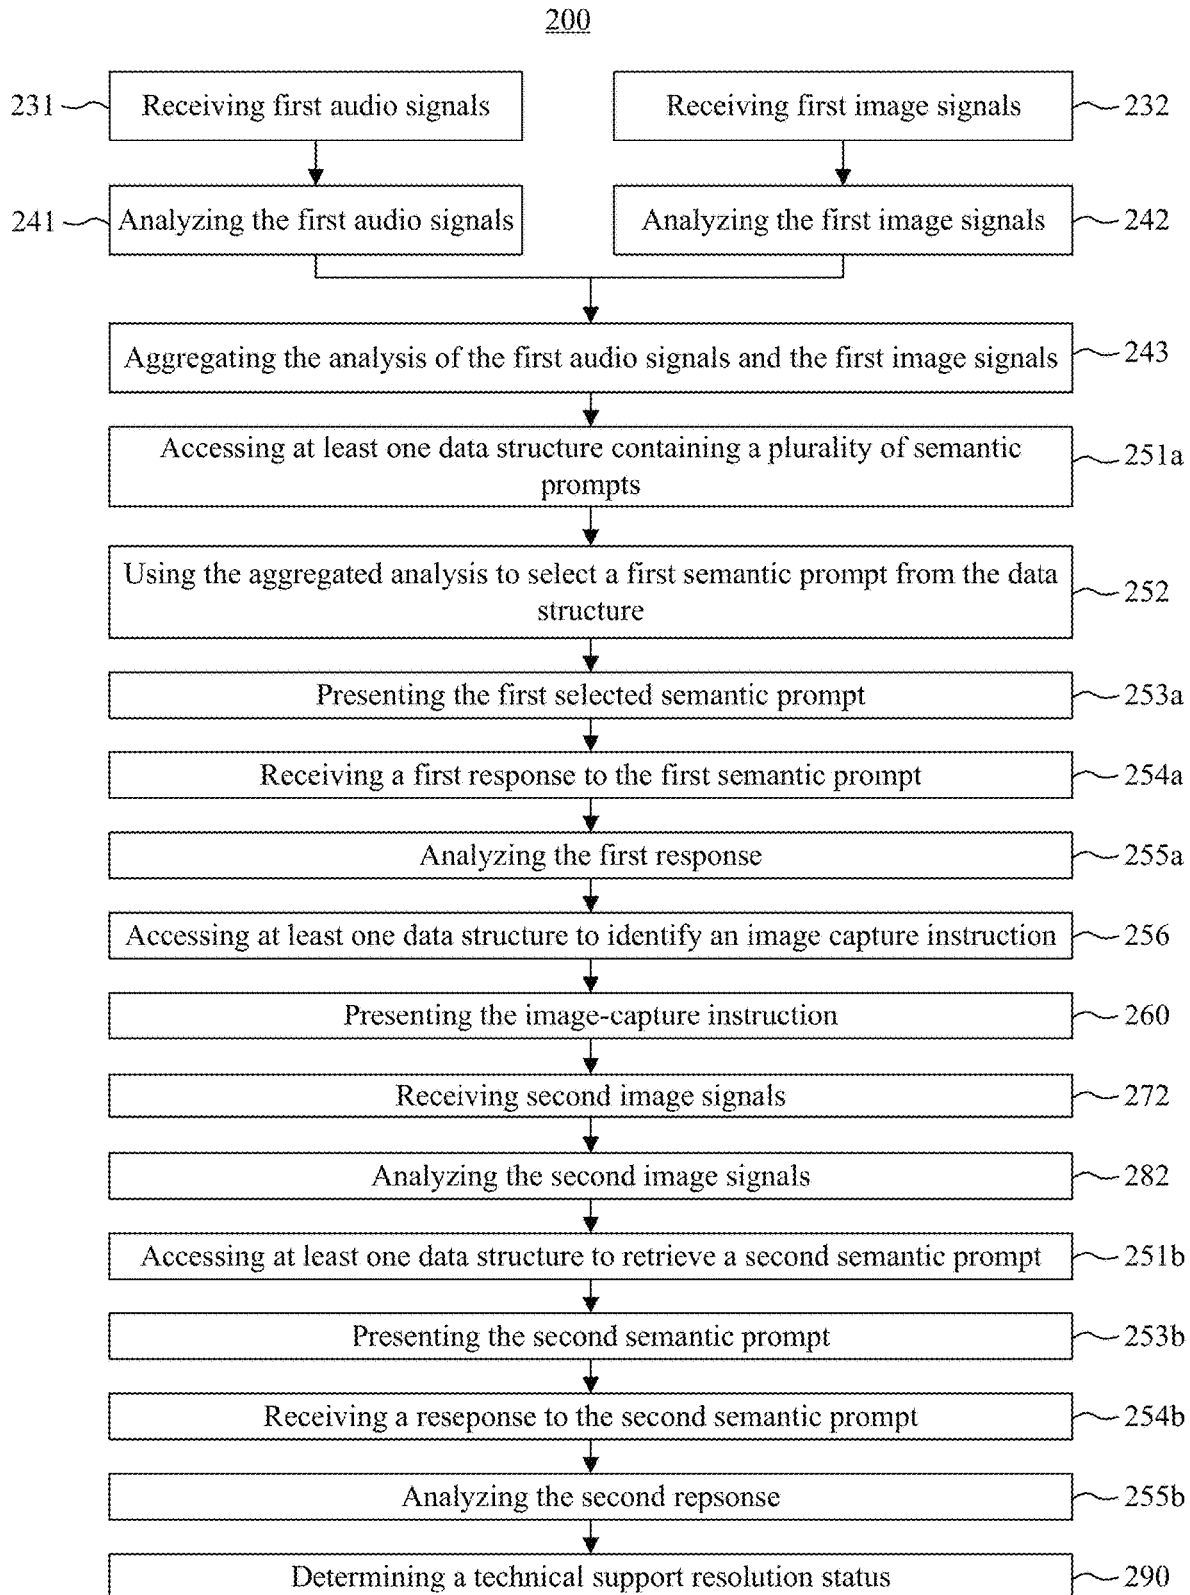 200
231 Receiving first audio signals Receiving first image signals 232
241 Analyzing the first audio signals Analyzing the first image signals 242
Aggregating the analysis of the first audio signals and the first image signals 243
Accessing at least one data structure containing a plurality of semantic
prompts 251a
Using the aggregated analysis to select a first semantic prompt from the data
structure 252
Presenting the first selected semantic prompt 253a
Receiving a first response to the first semantic prompt 254a
Analyzing the first response 255a
Accessing at least one data structure to identify an image capture instruction 256
Presenting the image-capture instruction 260
Receiving second image signals 272
Analyzing the second image signals 282
Accessing at least one data structure to retrieve a second semantic prompt 251b
Presenting the second semantic prompt 253b
Receiving a reseponse to the second semantic prompt 254b
Analyzing the second repsonse 255b
Determining a technical support resolution status 290